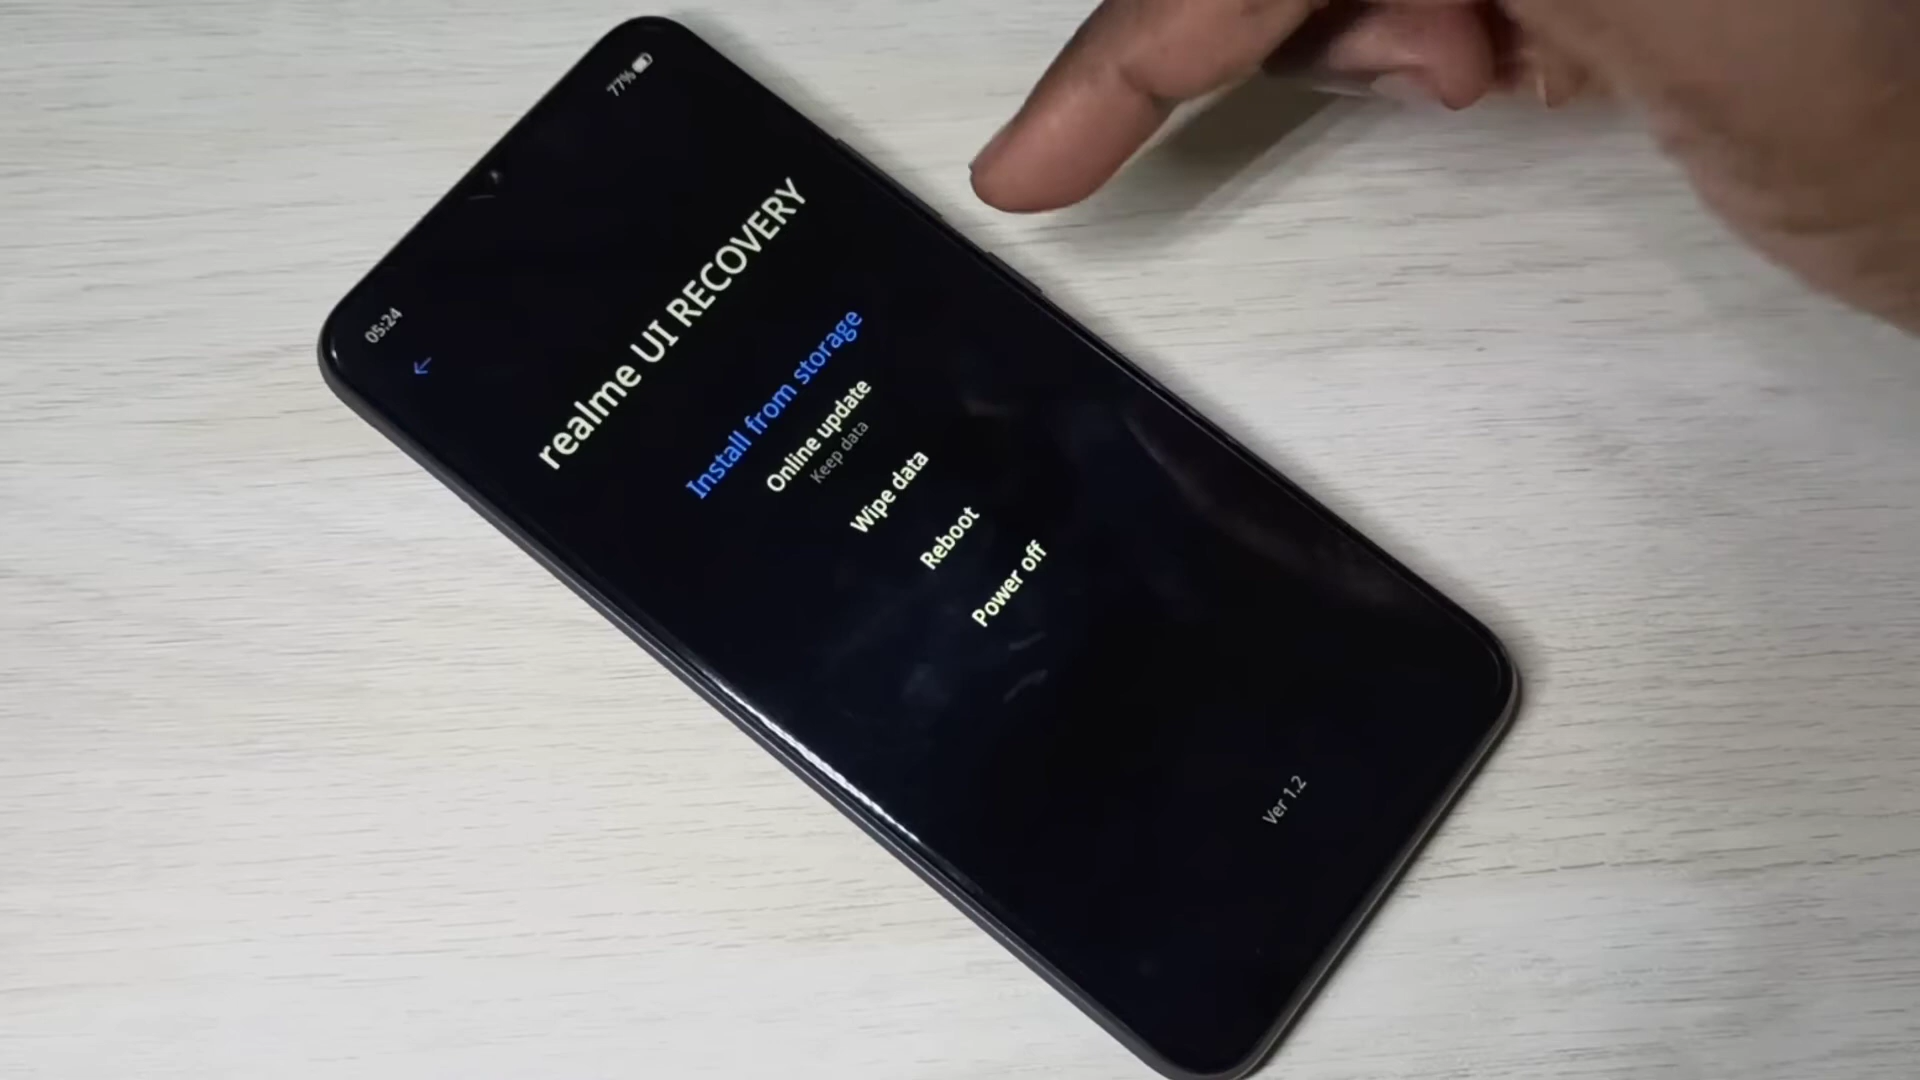 05:24
77%
←
realme UI RECOVERY
Install from storage
Online update
Keep data
Wipe data
Reboot
Power off
Ver 1.2